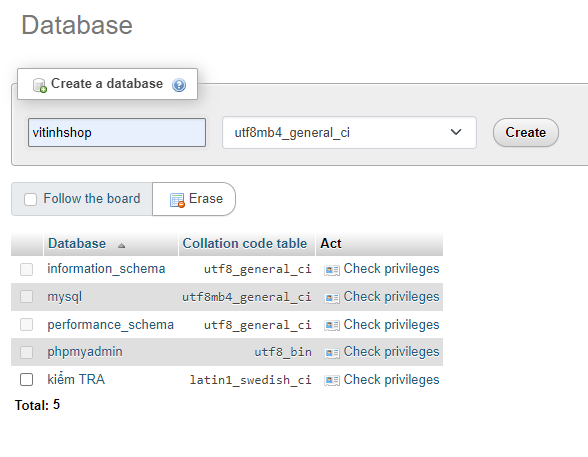 Database
Create a database
vitinhshop utf8mb4_general_ci Create
Follow the board Erase
Database Collation code table Act
information_schema utf8_general_ci Check privileges
mysql utf8mb4_general_ci Check privileges
performance_schema utf8_general_ci Check privileges
phpmyadmin utf8_bin Check privileges
kiểm TRA latin1_swedish_ci Check privileges
Total: 5